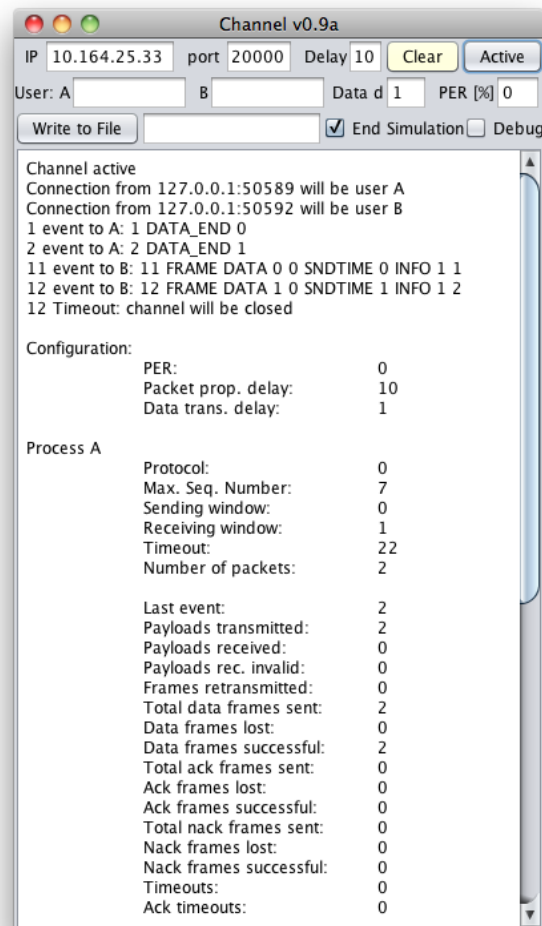 Channel v0.9a
IP 10.164.25.33 port 20000 Delay 10 Clear Active
User: A B Data d 1 PER [%] 0
Write to File End Simulation Debug
Channel active
Connection from 127.0.0.1:50589 will be user A
Connection from 127.0.0.1:50592 will be user B
1 event to A: 1 DATA_END 0
2 event to A: 2 DATA_END 1
11 event to B: 11 FRAME DATA 0 0 SNDTIME 0 INFO 1 1
12 event to B: 12 FRAME DATA 1 0 SNDTIME 1 INFO 1 2
12 Timeout: channel will be closed
Configuration:
PER: 0
Packet prop. delay: 10
Data trans. delay: 1
Process A
Protocol: 0
Max. Seq. Number: 7
Sending window: 0
Receiving window: 1
Timeout: 22
Number of packets: 2
Last event: 2
Payloads transmitted: 2
Payloads received: 0
Payloads rec. invalid: 0
Frames retransmitted: 0
Total data frames sent: 2
Data frames lost: 0
Data frames successful: 2
Total ack frames sent: 0
Ack frames lost: 0
Ack frames successful: 0
Total nack frames sent: 0
Nack frames lost: 0
Nack frames successful: 0
Timeouts: 0
Ack timeouts: 0